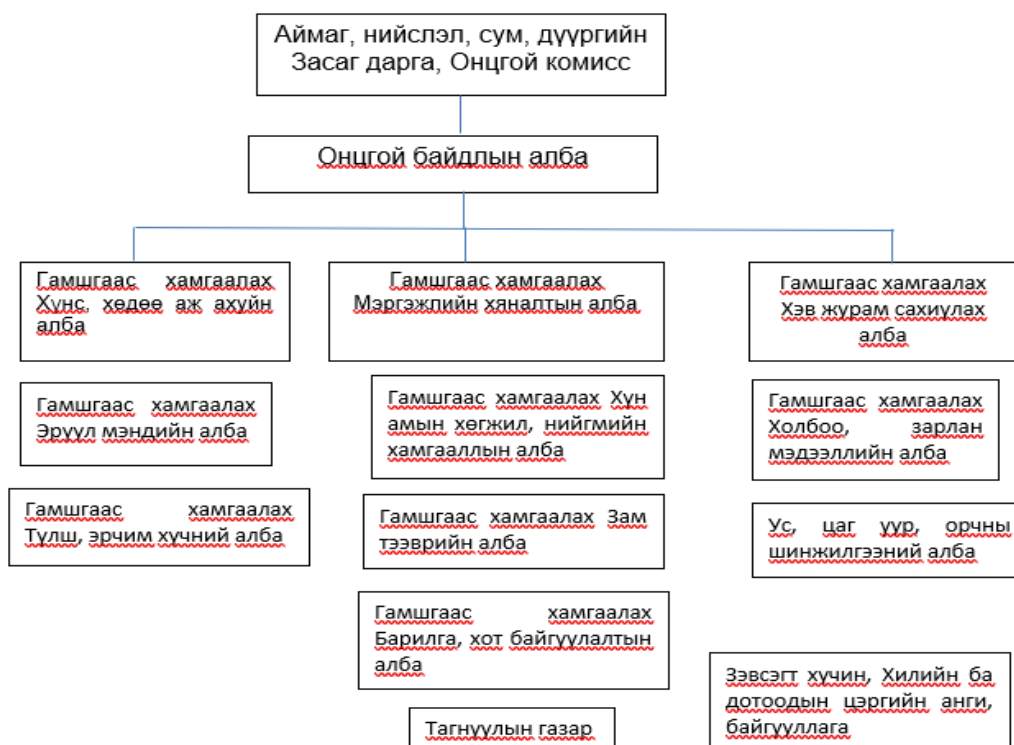 Аймаг, нийслэл, сум, дүүргийн
Засаг дарга, Онцгой комисс
Онцгой байдлын алба
Гамшгаас хамгаалах
Хүнс, хөдөө аж ахуйн
алба
Гамшгаас хамгаалах
Мэргэжлийн хяналтын алба
Гамшгаас хамгаалах
Хэв журам сахиулах
алба
Гамшгаас хамгаалах
Эрүүл мэндийн алба
Гамшгаас хамгаалах Хүн
амын хөгжил, нийгмийн
хамгааллын алба
Гамшгаас хамгаалах
Холбоо, зарлан
мэдээллийн алба
Гамшгаас хамгаалах
Түлш, эрчим хүчний алба
Гамшгаас хамгаалах Зам
тээврийн алба
Ус, цаг уур, орчны
шинжилгээний алба
Гамшгаас хамгаалах
Барилга, хот байгуулалтын
алба
Зэвсэгт хүчин, Хилийн ба
дотоодын цэргийн анги,
байгууллага
Тагнуулын газар